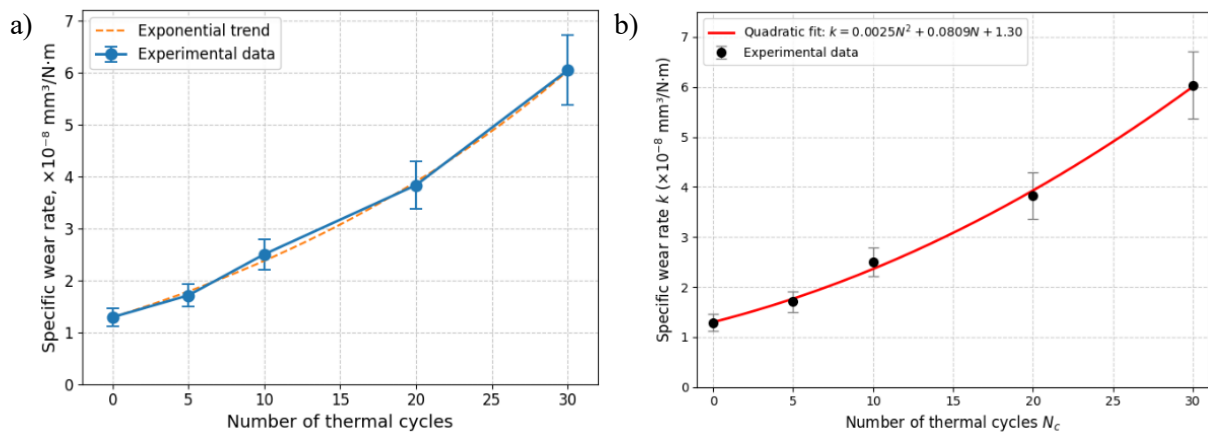 a)
Exponential trend
Experimental data
7
6
5
4
3
2
1
0
Specific wear rate, ×10⁻⁸ mm³/N·m
0 5 10 15 20 25 30
Number of thermal cycles
b)
Quadratic fit: k = 0.0025N² + 0.0809N + 1.30
Experimental data
7
6
5
4
3
2
1
0
Specific wear rate k (×10⁻⁸ mm³/N·m)
0 5 10 15 20 25 30
Number of thermal cycles N_c